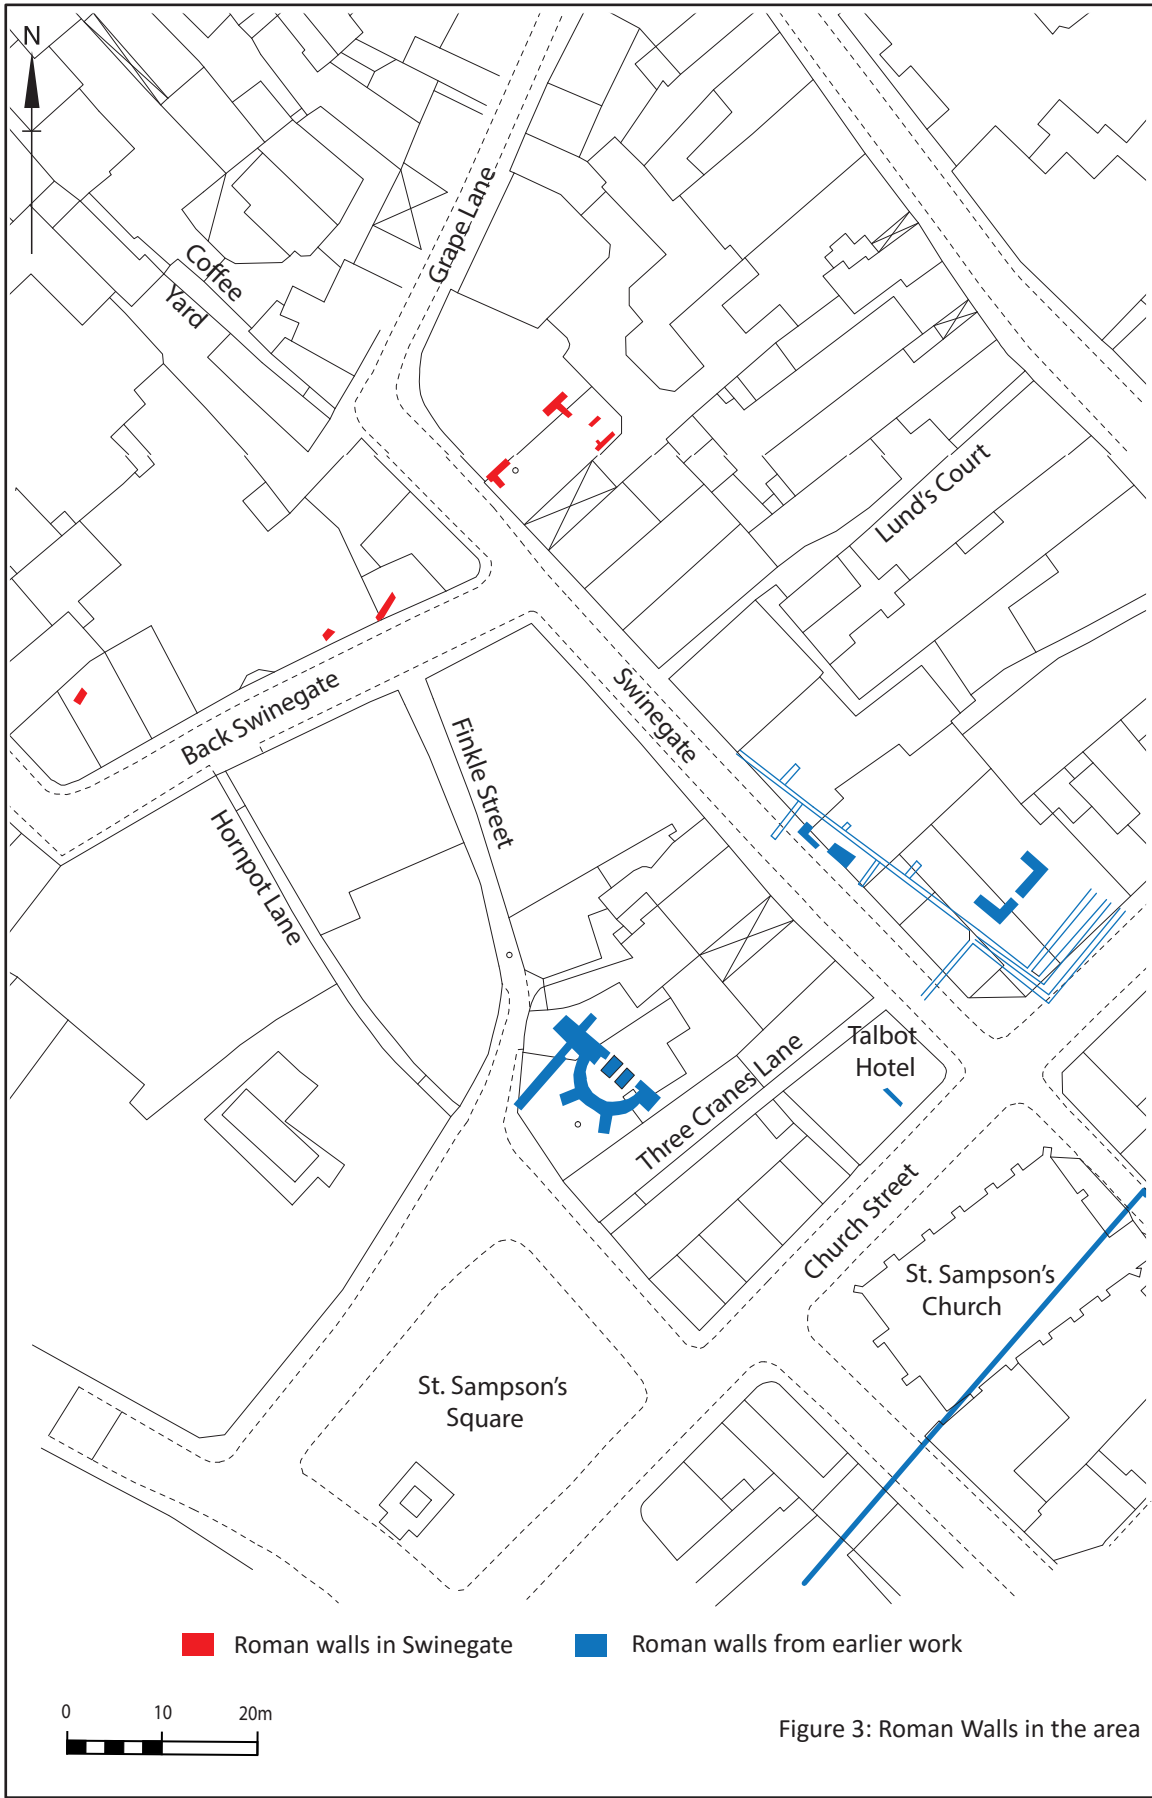 N
Grape Lane
Coffee
Yard
Lund's Court
Swinegate
Back Swinegate
Finkle Street
Hornpot Lane
Talbot
Hotel
Three Cranes Lane
Church Street
St. Sampson's
Church
St. Sampson's
Square
Roman walls in Swinegate
Roman walls from earlier work
0 10 20m
Figure 3: Roman Walls in the area